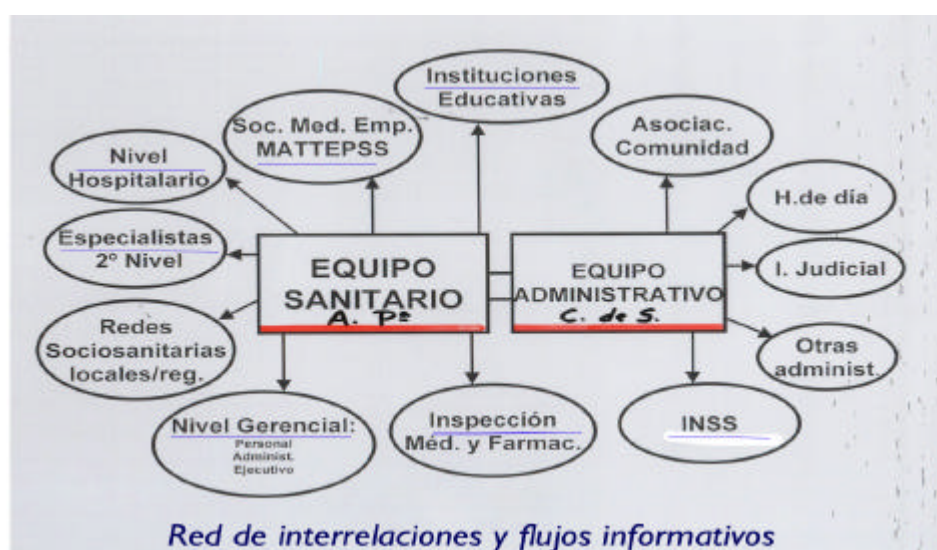 Instituciones
Educativas
Soc. Med. Emp.
MATTEPSS
Asociac.
Comunidad
Nivel
Hospitalario
H.de día
Especialistas
2º Nivel
EQUIPO
SANITARIO
A. Pª
EQUIPO
ADMINISTRATIVO
C. de S.
I. Judicial
Redes
Sociosanitarias
locales/reg.
Otras
administ.
Nivel Gerencial:
Personal
Administ.
Ejecutivo
Inspección
Méd. y Farmac.
INSS
Red de interrelaciones y flujos informativos